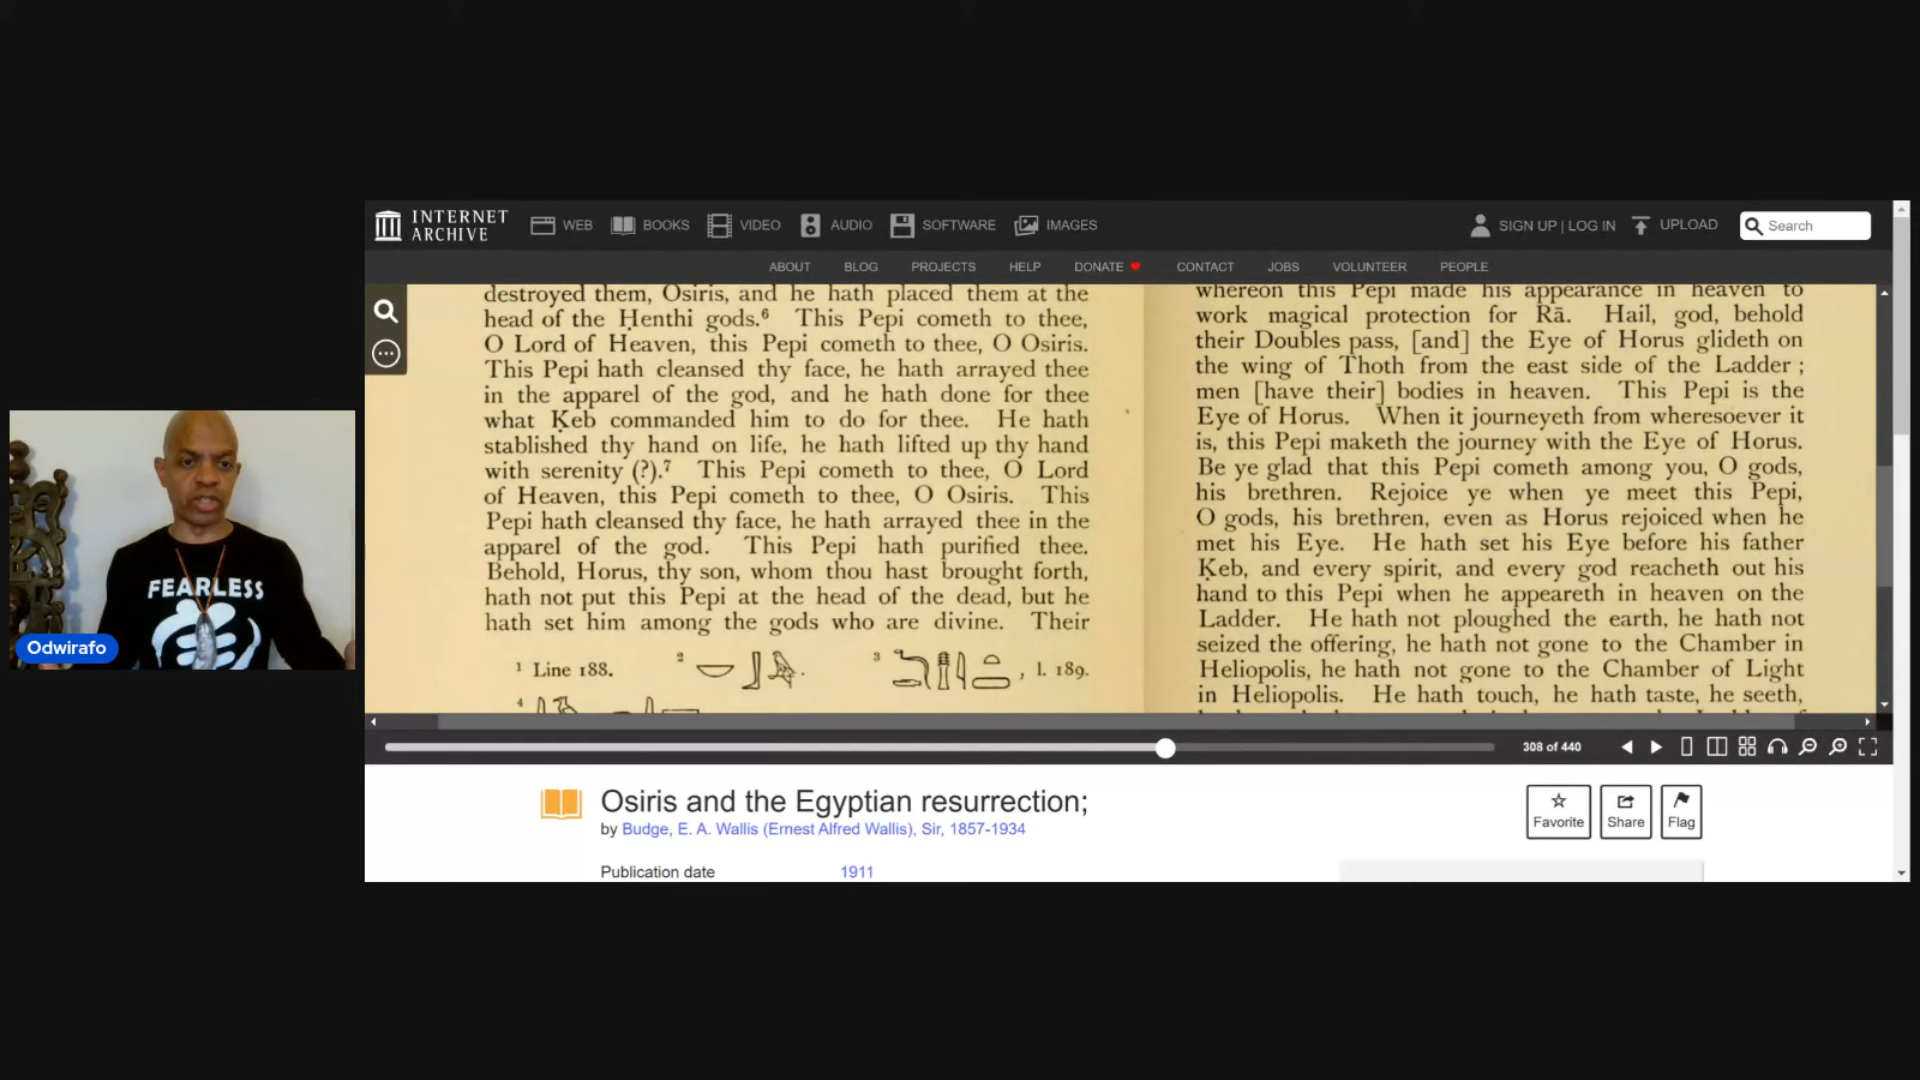 INTERNET
ARCHIVE
WEB
BOOKS
VIDEO
AUDIO
SOFTWARE
IMAGES
SIGN UP | LOG IN
UPLOAD
Search
ABOUT
BLOG
PROJECTS
HELP
DONATE
CONTACT
JOBS
VOLUNTEER
PEOPLE
destroyed them, Osiris, and he hath placed them at the
head of the Ḥenthi gods.⁶ This Pepi cometh to thee,
O Lord of Heaven, this Pepi cometh to thee, O Osiris.
This Pepi hath cleansed thy face, he hath arrayed thee
in the apparel of the god, and he hath done for thee
what Ḳeb commanded him to do for thee. He hath
stablished thy hand on life, he hath lifted up thy hand
with serenity (?).⁷ This Pepi cometh to thee, O Lord
of Heaven, this Pepi cometh to thee, O Osiris. This
Pepi hath cleansed thy face, he hath arrayed thee in the
apparel of the god. This Pepi hath purified thee.
Behold, Horus, thy son, whom thou hast brought forth,
hath not put this Pepi at the head of the dead, but he
hath set him among the gods who are divine. Their
¹ Line 188. ² . ³ , l. 189.
⁴
whereon this Pepi made his appearance in heaven to
work magical protection for Rā. Hail, god, behold
their Doubles pass, [and] the Eye of Horus glideth on
the wing of Thoth from the east side of the Ladder ;
men [have their] bodies in heaven. This Pepi is the
Eye of Horus. When it journeyeth from wheresoever it
is, this Pepi maketh the journey with the Eye of Horus.
Be ye glad that this Pepi cometh among you, O gods,
his brethren. Rejoice ye when ye meet this Pepi,
O gods, his brethren, even as Horus rejoiced when he
met his Eye. He hath set his Eye before his father
Ḳeb, and every spirit, and every god reacheth out his
hand to this Pepi when he appeareth in heaven on the
Ladder. He hath not ploughed the earth, he hath not
seized the offering, he hath not gone to the Chamber in
Heliopolis, he hath not gone to the Chamber of Light
in Heliopolis. He hath touch, he hath taste, he seeth,
FEARLESS
Odwirafo
308 of 440
Osiris and the Egyptian resurrection;
by Budge, E. A. Wallis (Ernest Alfred Wallis), Sir, 1857-1934
Favorite
Share
Flag
Publication date
1911